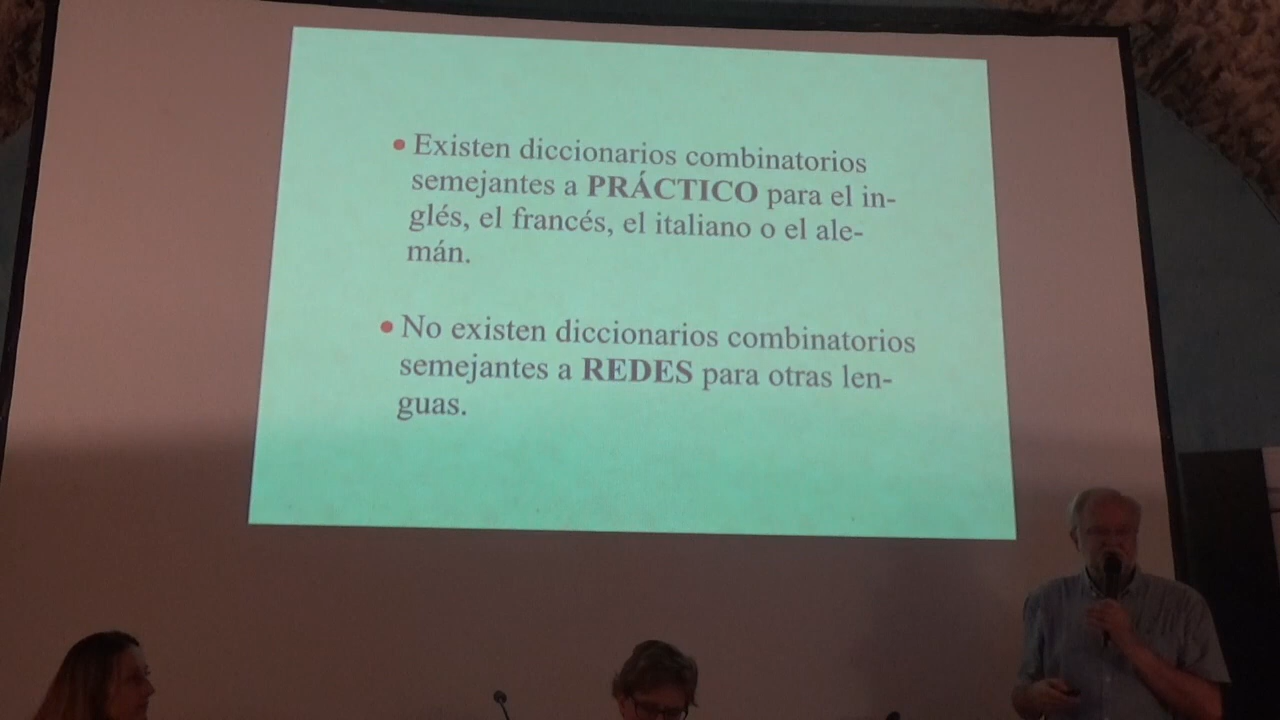 • Existen diccionarios combinatorios
semejantes a PRÁCTICO para el in-
glés, el francés, el italiano o el ale-
mán.
• No existen diccionarios combinatorios
semejantes a REDES para otras len-
guas.